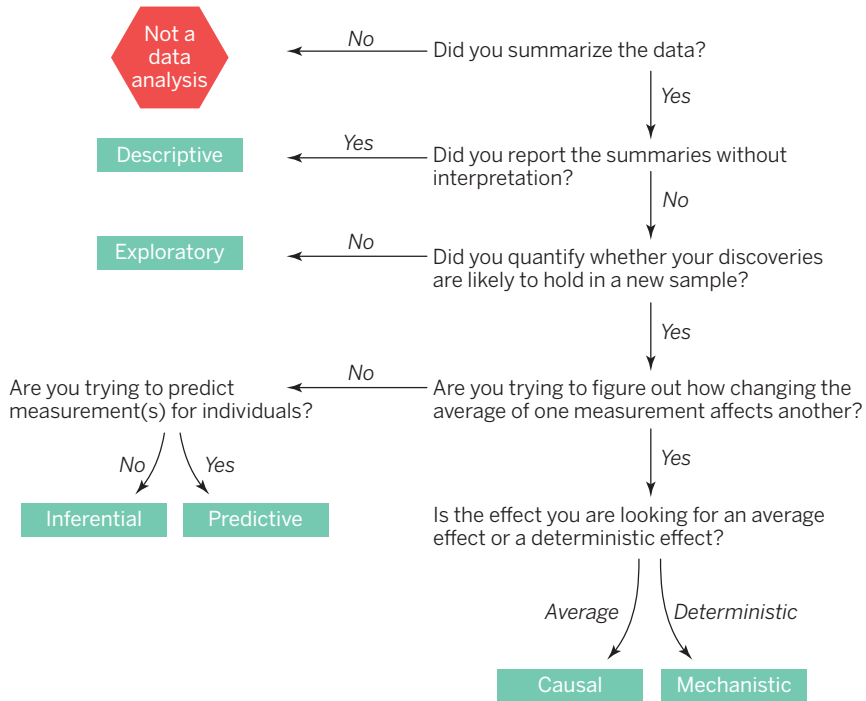 Not a
data
analysis
No
Did you summarize the data?
Yes
Descriptive
Yes
Did you report the summaries without
interpretation?
No
Exploratory
No
Did you quantify whether your discoveries
are likely to hold in a new sample?
Yes
Are you trying to predict
measurement(s) for individuals?
No
Are you trying to figure out how changing the
average of one measurement affects another?
No
Yes
Yes
Inferential
Predictive
Is the effect you are looking for an average
effect or a deterministic effect?
Average
Deterministic
Causal
Mechanistic